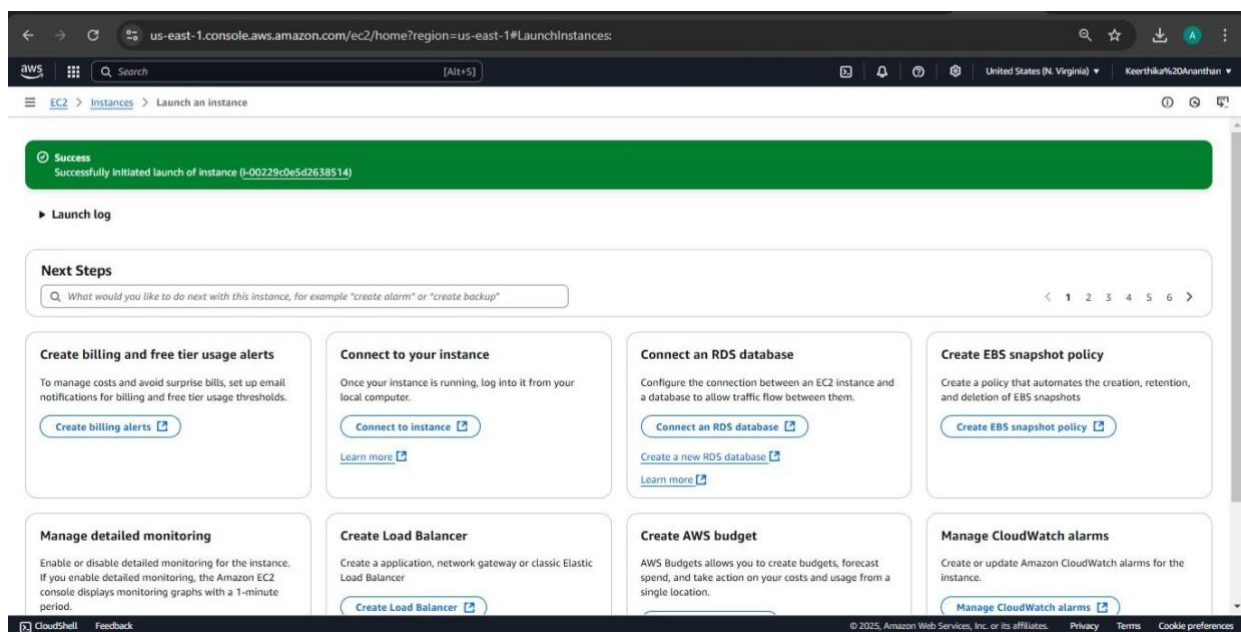 us-east-1.console.aws.amazon.com/ec2/home?region=us-east-1#LaunchInstances:
A
aws
Search
[Alt+S]
United States (N. Virginia)
Keerthika%20Ananthan
EC2 > Instances > Launch an instance
Success
Successfully initiated launch of instance (i-00229c0e5d2638514)
Launch log
Next Steps
What would you like to do next with this instance, for example "create alarm" or "create backup"
1 2 3 4 5 6
Create billing and free tier usage alerts
To manage costs and avoid surprise bills, set up email
notifications for billing and free tier usage thresholds.
Create billing alerts
Connect to your instance
Once your instance is running, log into it from your
local computer.
Connect to instance
Learn more
Connect an RDS database
Configure the connection between an EC2 instance and
a database to allow traffic flow between them.
Connect an RDS database
Create a new RDS database
Learn more
Create EBS snapshot policy
Create a policy that automates the creation, retention,
and deletion of EBS snapshots
Create EBS snapshot policy
Manage detailed monitoring
Enable or disable detailed monitoring for the instance.
If you enable detailed monitoring, the Amazon EC2
console displays monitoring graphs with a 1-minute
period.
Create Load Balancer
Create a application, network gateway or classic Elastic
Load Balancer
Create Load Balancer
Create AWS budget
AWS Budgets allows you to create budgets, forecast
spend, and take action on your costs and usage from a
single location.
Manage CloudWatch alarms
Create or update Amazon CloudWatch alarms for the
instance.
Manage CloudWatch alarms
CloudShell Feedback
© 2025, Amazon Web Services, Inc. or its affiliates. Privacy Terms Cookie preferences